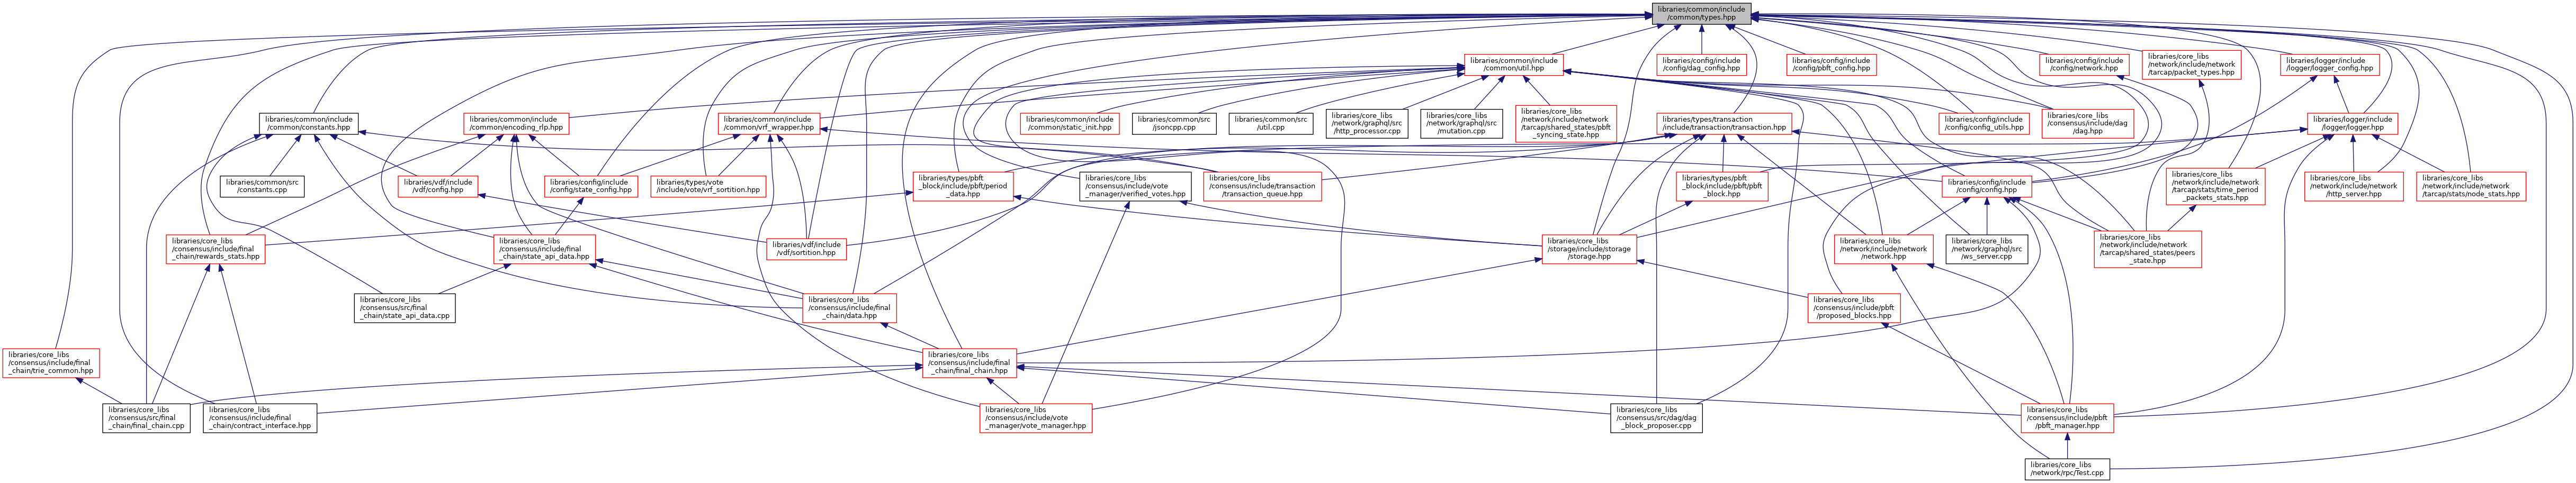 libraries/common/include
/common/types.hpp
libraries/common/include
/common/util.hpp
libraries/config/include
/config/dag_config.hpp
libraries/config/include
/config/pbft_config.hpp
libraries/config/include
/config/network.hpp
libraries/core_libs
/network/include/network
/tarcap/packet_types.hpp
libraries/logger/include
/logger/logger_config.hpp
libraries/common/include
/common/constants.hpp
libraries/common/include
/common/encoding_rlp.hpp
libraries/common/include
/common/vrf_wrapper.hpp
libraries/common/include
/common/static_init.hpp
libraries/common/src
/jsoncpp.cpp
libraries/common/src
/util.cpp
libraries/core_libs
/network/graphql/src
/http_processor.cpp
libraries/core_libs
/network/graphql/src
/mutation.cpp
libraries/core_libs
/network/include/network
/tarcap/shared_states/pbft
_syncing_state.hpp
libraries/types/transaction
/include/transaction/transaction.hpp
libraries/config/include
/config/config_utils.hpp
libraries/core_libs
/consensus/include/dag
/dag.hpp
libraries/logger/include
/logger/logger.hpp
libraries/common/src
/constants.cpp
libraries/vdf/include
/vdf/config.hpp
libraries/config/include
/config/state_config.hpp
libraries/types/vote
/include/vote/vrf_sortition.hpp
libraries/types/pbft
_block/include/pbft/period
_data.hpp
libraries/core_libs
/consensus/include/vote
_manager/verified_votes.hpp
libraries/core_libs
/consensus/include/transaction
/transaction_queue.hpp
libraries/types/pbft
_block/include/pbft/pbft
_block.hpp
libraries/config/include
/config/config.hpp
libraries/core_libs
/network/include/network
/tarcap/stats/time_period
_packets_stats.hpp
libraries/core_libs
/network/include/network
/http_server.hpp
libraries/core_libs
/network/include/network
/tarcap/stats/node_stats.hpp
libraries/core_libs
/consensus/include/final
_chain/rewards_stats.hpp
libraries/core_libs
/consensus/include/final
_chain/state_api_data.hpp
libraries/vdf/include
/vdf/sortition.hpp
libraries/core_libs
/storage/include/storage
/storage.hpp
libraries/core_libs
/network/include/network
/network.hpp
libraries/core_libs
/network/graphql/src
/ws_server.cpp
libraries/core_libs
/network/include/network
/tarcap/shared_states/peers
_state.hpp
libraries/core_libs
/consensus/src/final
_chain/state_api_data.cpp
libraries/core_libs
/consensus/include/final
_chain/data.hpp
libraries/core_libs
/consensus/include/pbft
/proposed_blocks.hpp
libraries/core_libs
/consensus/include/final
_chain/trie_common.hpp
libraries/core_libs
/consensus/include/final
_chain/final_chain.hpp
libraries/core_libs
/consensus/src/final
_chain/final_chain.cpp
libraries/core_libs
/consensus/include/final
_chain/contract_interface.hpp
libraries/core_libs
/consensus/include/vote
_manager/vote_manager.hpp
libraries/core_libs
/consensus/src/dag/dag
_block_proposer.cpp
libraries/core_libs
/consensus/include/pbft
/pbft_manager.hpp
libraries/core_libs
/network/rpc/Test.cpp